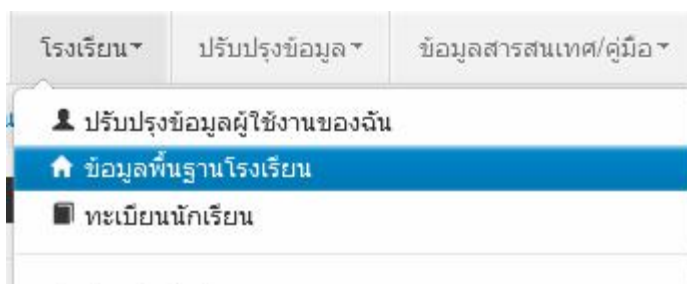 โรงเรียน ปรับปรุงข้อมูล ข้อมูลสารสนเทศ/คู่มือ
ปรับปรุงข้อมูลผู้ใช้งานของฉัน
ข้อมูลพื้นฐานโรงเรียน
ทะเบียนนักเรียน